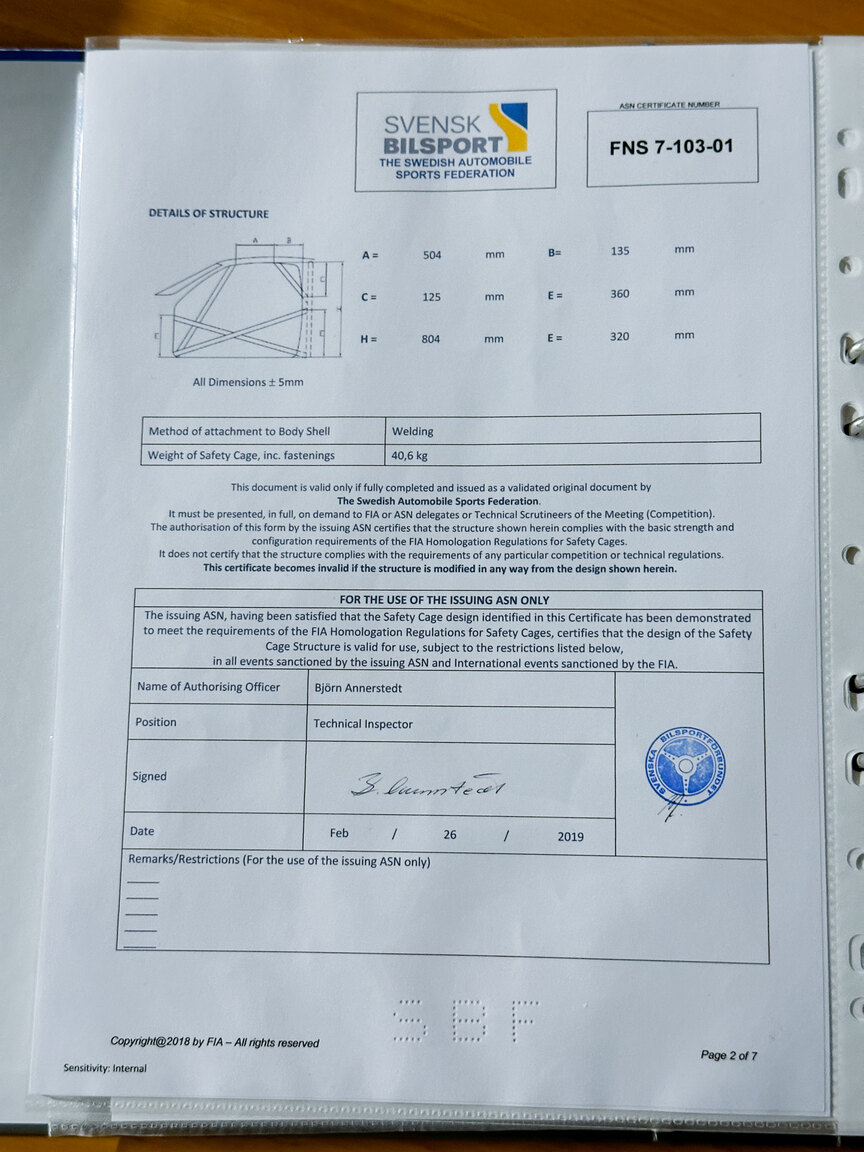 SVENSK
BILSPORT
THE SWEDISH AUTOMOBILE
SPORTS FEDERATION
ASN CERTIFICATE NUMBER
FNS 7-103-01
DETAILS OF STRUCTURE
A B
C
H
E E
A = 504 mm B= 135 mm
C = 125 mm E = 360 mm
H = 804 mm E = 320 mm
All Dimensions ± 5mm
Method of attachment to Body Shell Welding
Weight of Safety Cage, inc. fastenings 40,6 kg
This document is valid only if fully completed and issued as a validated original document by
The Swedish Automobile Sports Federation.
It must be presented, in full, on demand to FIA or ASN delegates or Technical Scrutineers of the Meeting (Competition).
The authorisation of this form by the issuing ASN certifies that the structure shown herein complies with the basic strength and
configuration requirements of the FIA Homologation Regulations for Safety Cages.
It does not certify that the structure complies with the requirements of any particular competition or technical regulations.
This certificate becomes invalid if the structure is modified in any way from the design shown herein.
FOR THE USE OF THE ISSUING ASN ONLY
The issuing ASN, having been satisfied that the Safety Cage design identified in this Certificate has been demonstrated
to meet the requirements of the FIA Homologation Regulations for Safety Cages, certifies that the design of the Safety
Cage Structure is valid for use, subject to the restrictions listed below,
in all events sanctioned by the issuing ASN and International events sanctioned by the FIA.
Name of Authorising Officer Björn Annerstedt
Position Technical Inspector
Signed B. Annerstedt
SVENSKA BILSPORTFÖRBUNDET
Date Feb / 26 / 2019
Remarks/Restrictions (For the use of the issuing ASN only)
SBF
Copyright@2018 by FIA – All rights reserved
Page 2 of 7
Sensitivity: Internal